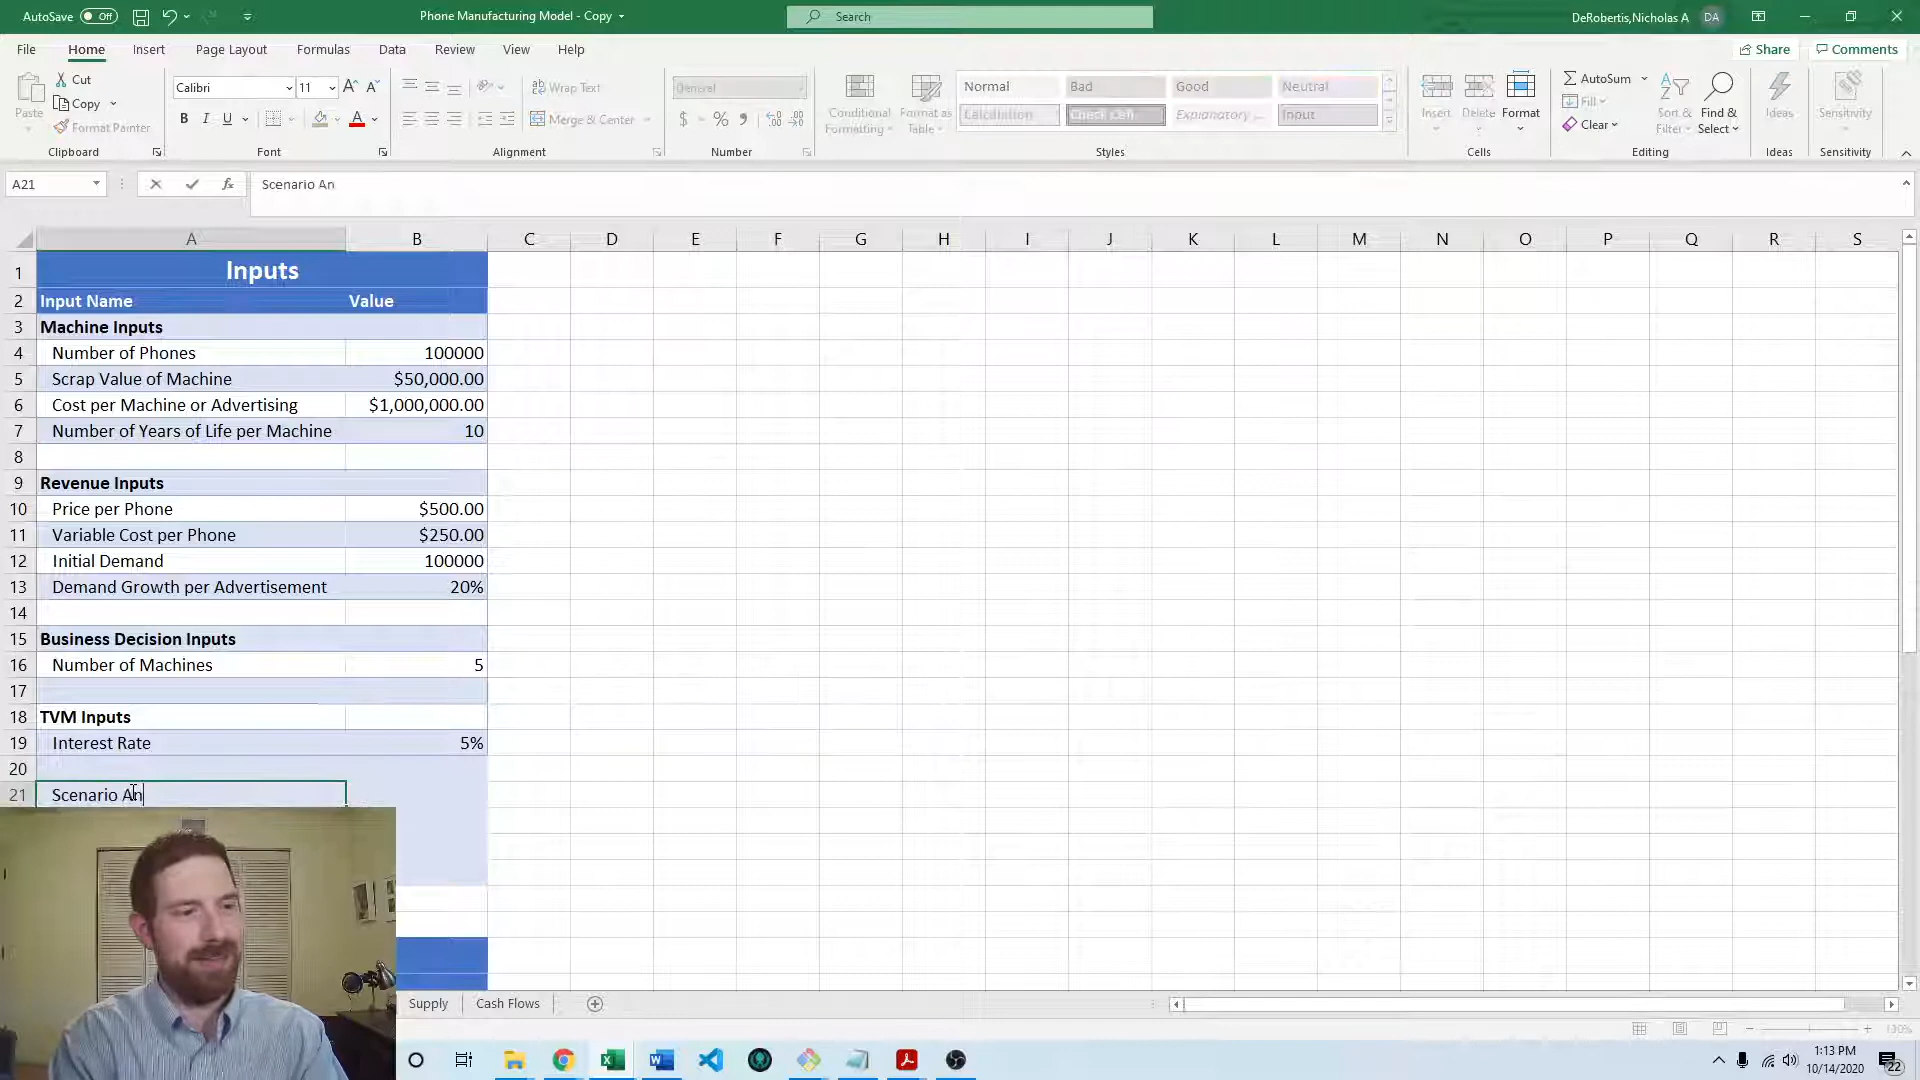 AutoSave Off Phone Manufacturing Model - Copy Search DeRobertis,Nicholas A DA
File Home Insert Page Layout Formulas Data Review View Help Share Comments
Paste Cut Copy Format Painter Clipboard
Calibri 11 B I U A Font
ab Wrap Text Merge & Center Alignment
General $ % 9 Number
Conditional Formatting Format as Table
Normal Bad Good Neutral
Calculation Check Cell Explanatory ... Input
Styles
Insert Delete Format Cells
AutoSum Fill Clear Sort & Filter Find & Select Editing
Ideas Ideas
Sensitivity Sensitivity
A21 fx Scenario An
A B C D E F G H I J K L M N O P Q R S
1 Inputs
2 Input Name Value
3 Machine Inputs
4 Number of Phones 100000
5 Scrap Value of Machine $50,000.00
6 Cost per Machine or Advertising $1,000,000.00
7 Number of Years of Life per Machine 10
8
9 Revenue Inputs
10 Price per Phone $500.00
11 Variable Cost per Phone $250.00
12 Initial Demand 100000
13 Demand Growth per Advertisement 20%
14
15 Business Decision Inputs
16 Number of Machines 5
17
18 TVM Inputs
19 Interest Rate 5%
20
21 Scenario An
Supply Cash Flows
1:13 PM
10/14/2020
22